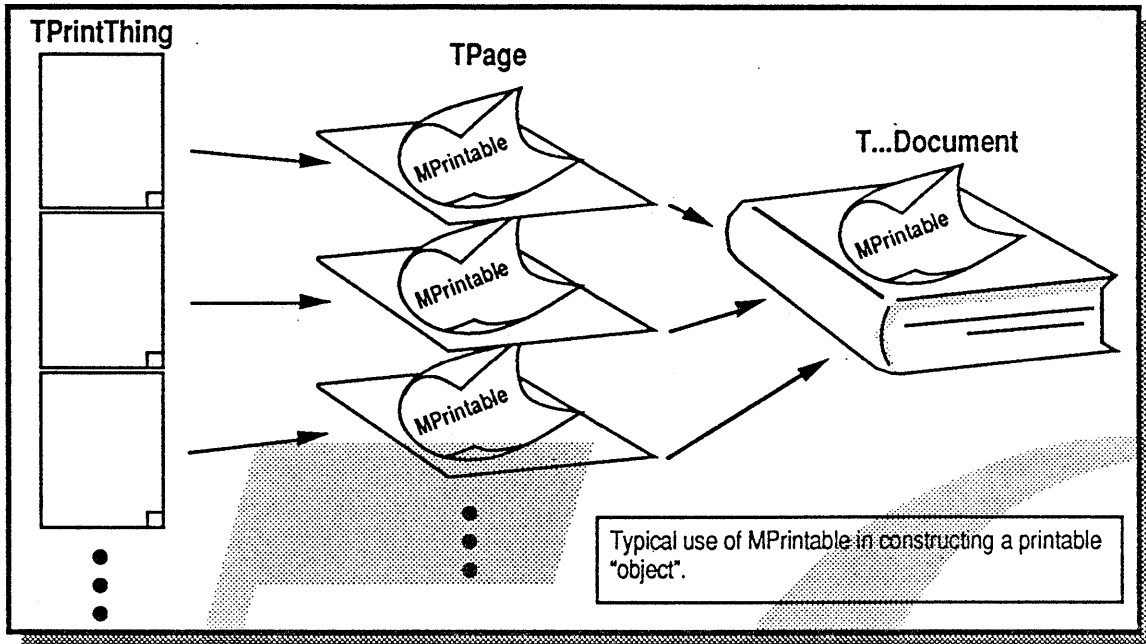 TPrintThing
TPage
T...Document
MPrintable
MPrintable
MPrintable
MPrintable
Typical use of MPrintable in constructing a printable
“object”.